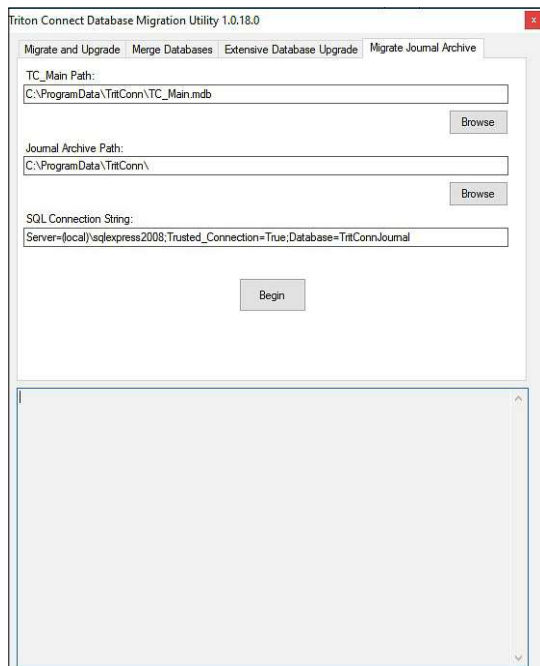 Triton Connect Database Migration Utility 1.0.18.0
x
Migrate and Upgrade Merge Databases Extensive Database Upgrade Migrate Journal Archive
TC_Main Path:
C:\ProgramData\TritConn\TC_Main.mdb
Browse
Journal Archive Path:
C:\ProgramData\TritConn\
Browse
SQL Connection String:
Server=(local)\sqlexpress2008;Trusted_Connection=True;Database=TritConnJournal
Begin